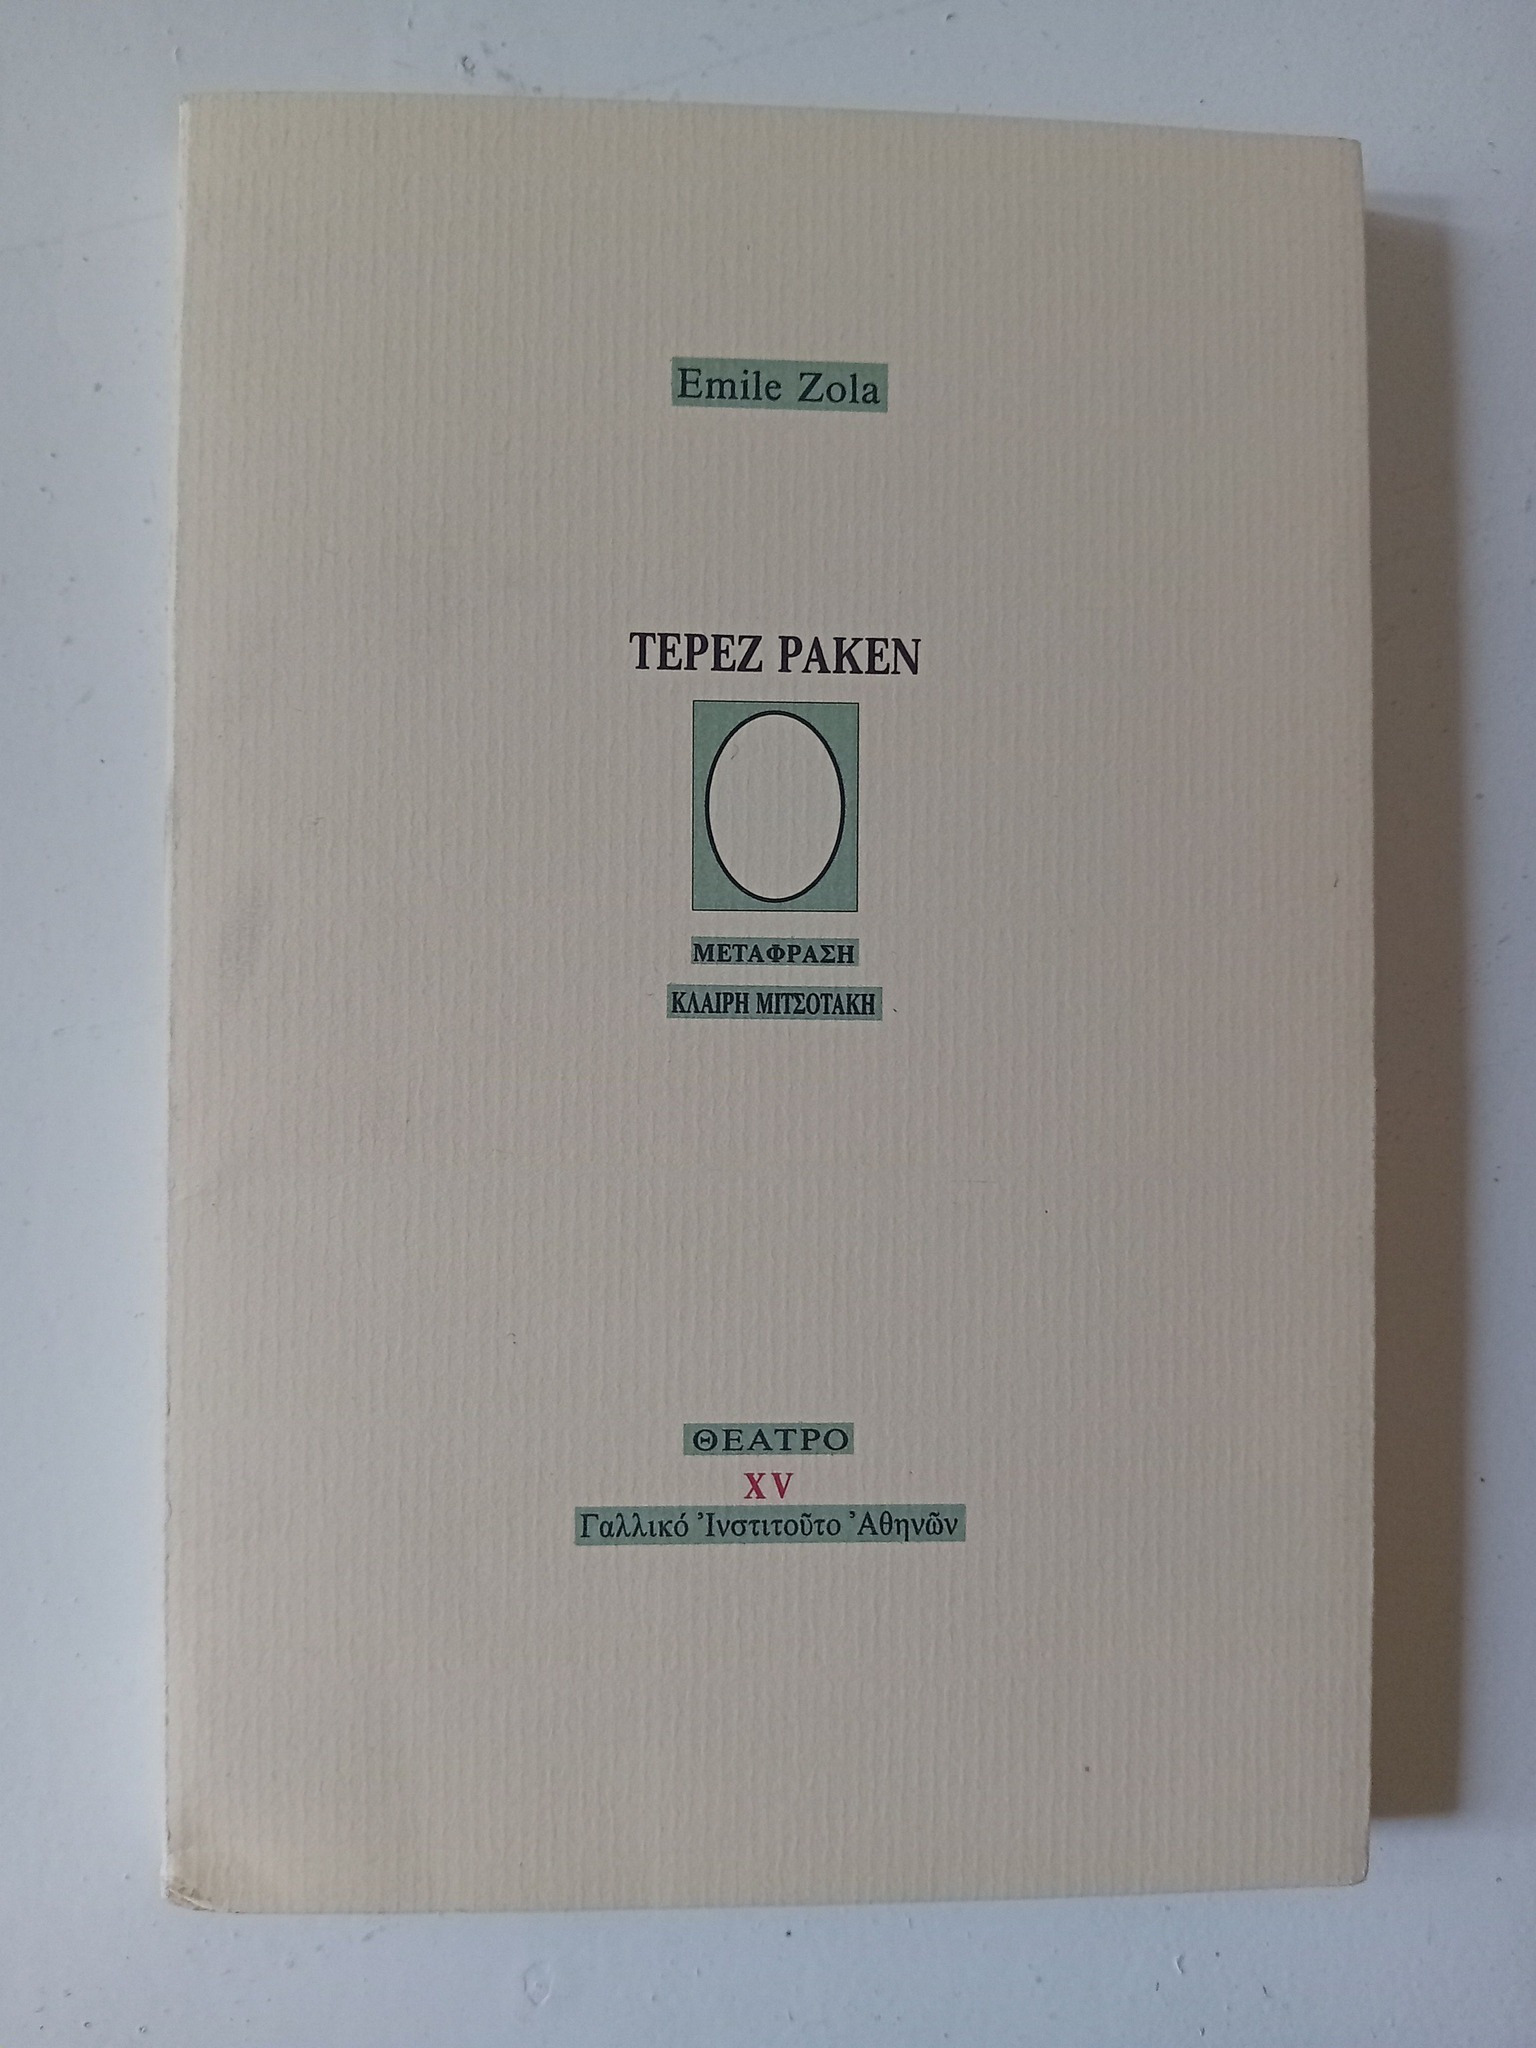 Emile Zola
ΤΕΡΕΖ ΡΑΚΕΝ
ΜΕΤΑΦΡΑΣΗ
ΚΛΑΙΡΗ ΜΙΤΣΟΤΑΚΗ
ΘΕΑΤΡΟ
XV
Γαλλικό Ἰνστιτοῦτο Ἀθηνῶν